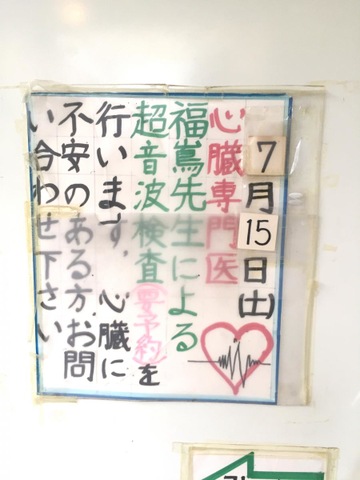 7月15日(土)
心臓専門医
福嶌先生による
超音波検査(要予約)を
行います。心臓に
不安のある方、お問
い合わせ下さい